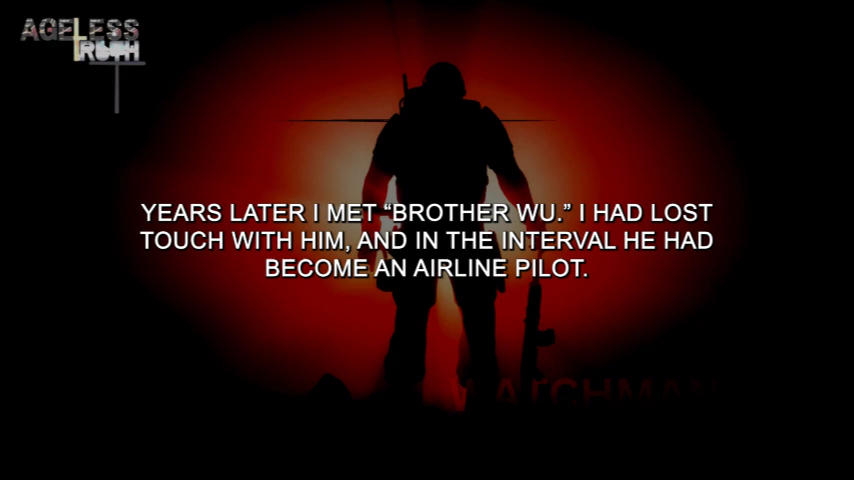 AGELESS
TRUTH
YEARS LATER I MET “BROTHER WU.” I HAD LOST
TOUCH WITH HIM, AND IN THE INTERVAL HE HAD
BECOME AN AIRLINE PILOT.
WATCHMAN